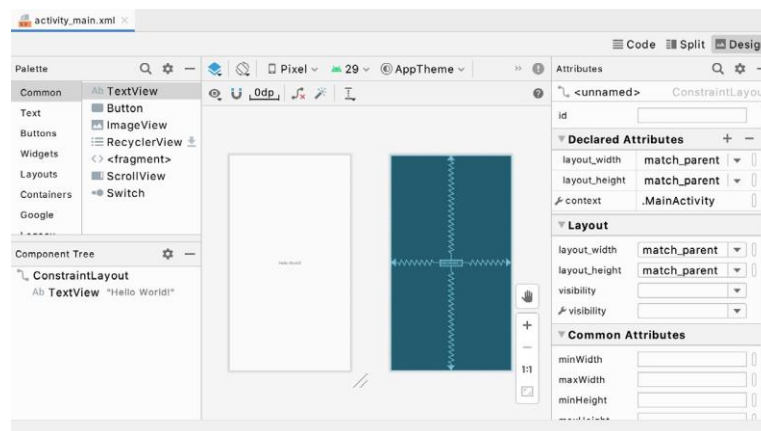 activity_main.xml
Code Split Desig
Palette
Common
Text
Buttons
Widgets
Layouts
Containers
Google
Ab TextView
Button
ImageView
RecyclerView
<> <fragment>
ScrollView
Switch
Component Tree
ConstraintLayout
Ab TextView "Hello World!"
Pixel 29 AppTheme
0dp
Hello World!
1:1
Attributes
<unnamed> ConstraintLayou
id
Declared Attributes
layout_width match_parent
layout_height match_parent
context .MainActivity
Layout
layout_width match_parent
layout_height match_parent
visibility
visibility
Common Attributes
minWidth
maxWidth
minHeight